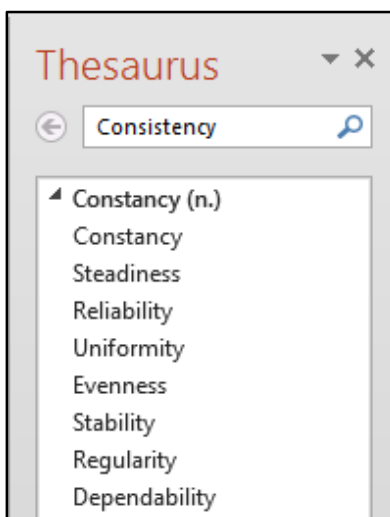 Thesaurus
Consistency
Constancy (n.)
Constancy
Steadiness
Reliability
Uniformity
Evenness
Stability
Regularity
Dependability